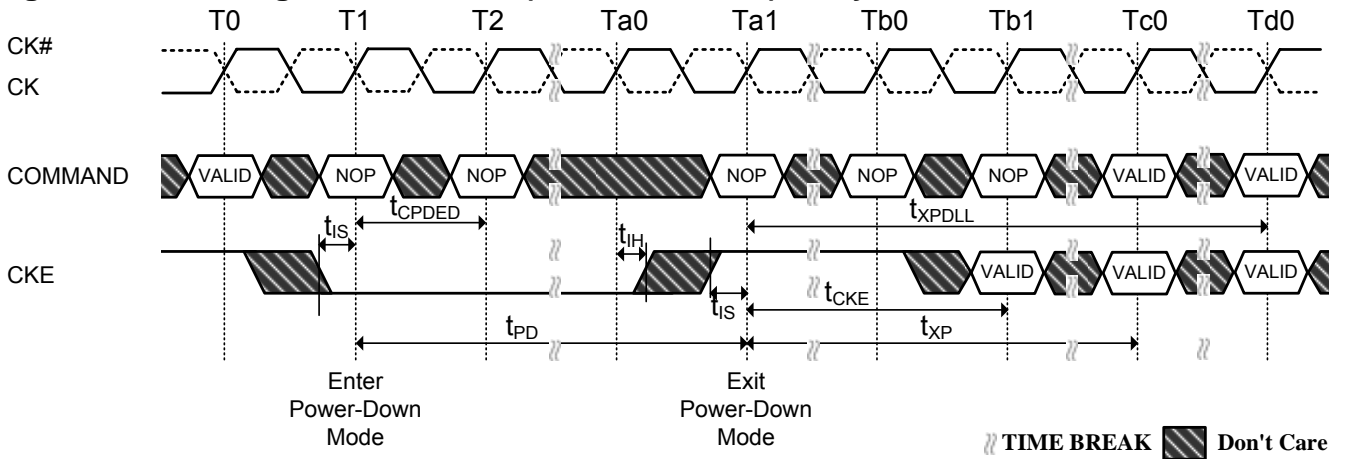 T0 T1 T2 Ta0 Ta1 Tb0 Tb1 Tc0 Td0
CK#
CK
COMMAND VALID NOP NOP NOP NOP NOP VALID VALID
tCPDED tXPDLL
tIS tIH
CKE VALID VALID VALID
tIS tCKE
tPD tXP
Enter
Power-Down
Mode
Exit
Power-Down
Mode
TIME BREAK Don't Care